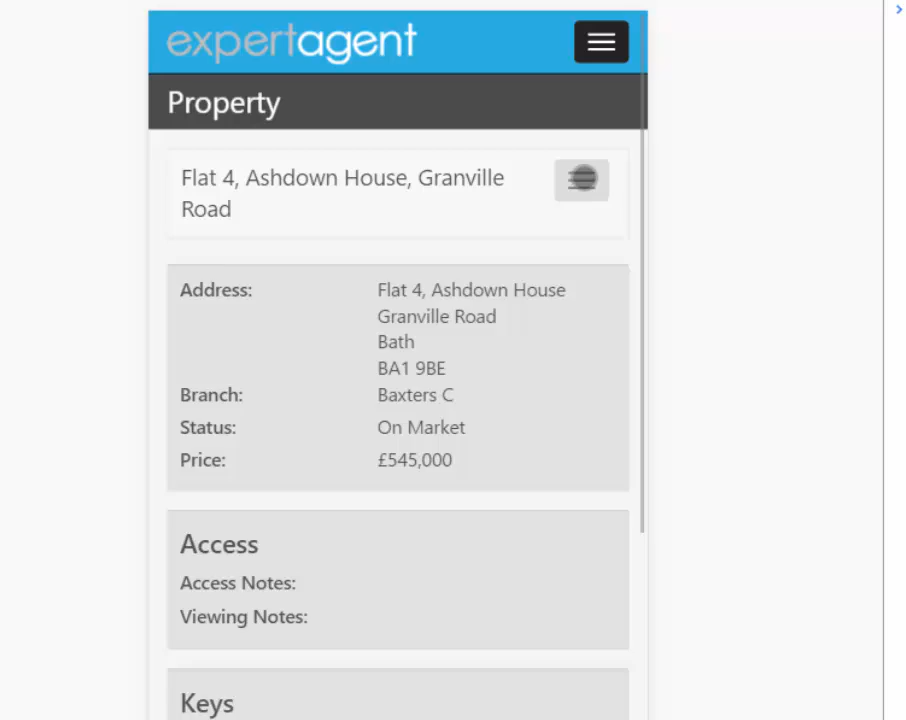 expertagent
Property
Flat 4, Ashdown House, Granville
Road
Address: Flat 4, Ashdown House
Granville Road
Bath
BA1 9BE
Branch: Baxters C
Status: On Market
Price: £545,000
Access
Access Notes:
Viewing Notes:
Keys